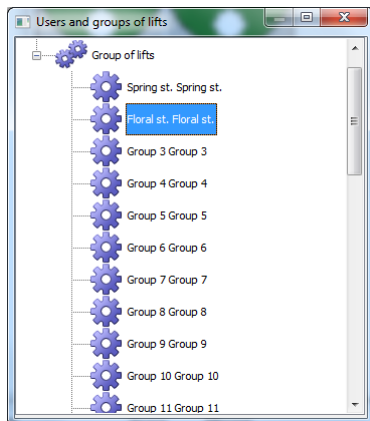 Users and groups of lifts
Group of lifts
Spring st. Spring st.
Floral st. Floral st.
Group 3 Group 3
Group 4 Group 4
Group 5 Group 5
Group 6 Group 6
Group 7 Group 7
Group 8 Group 8
Group 9 Group 9
Group 10 Group 10
Group 11 Group 11